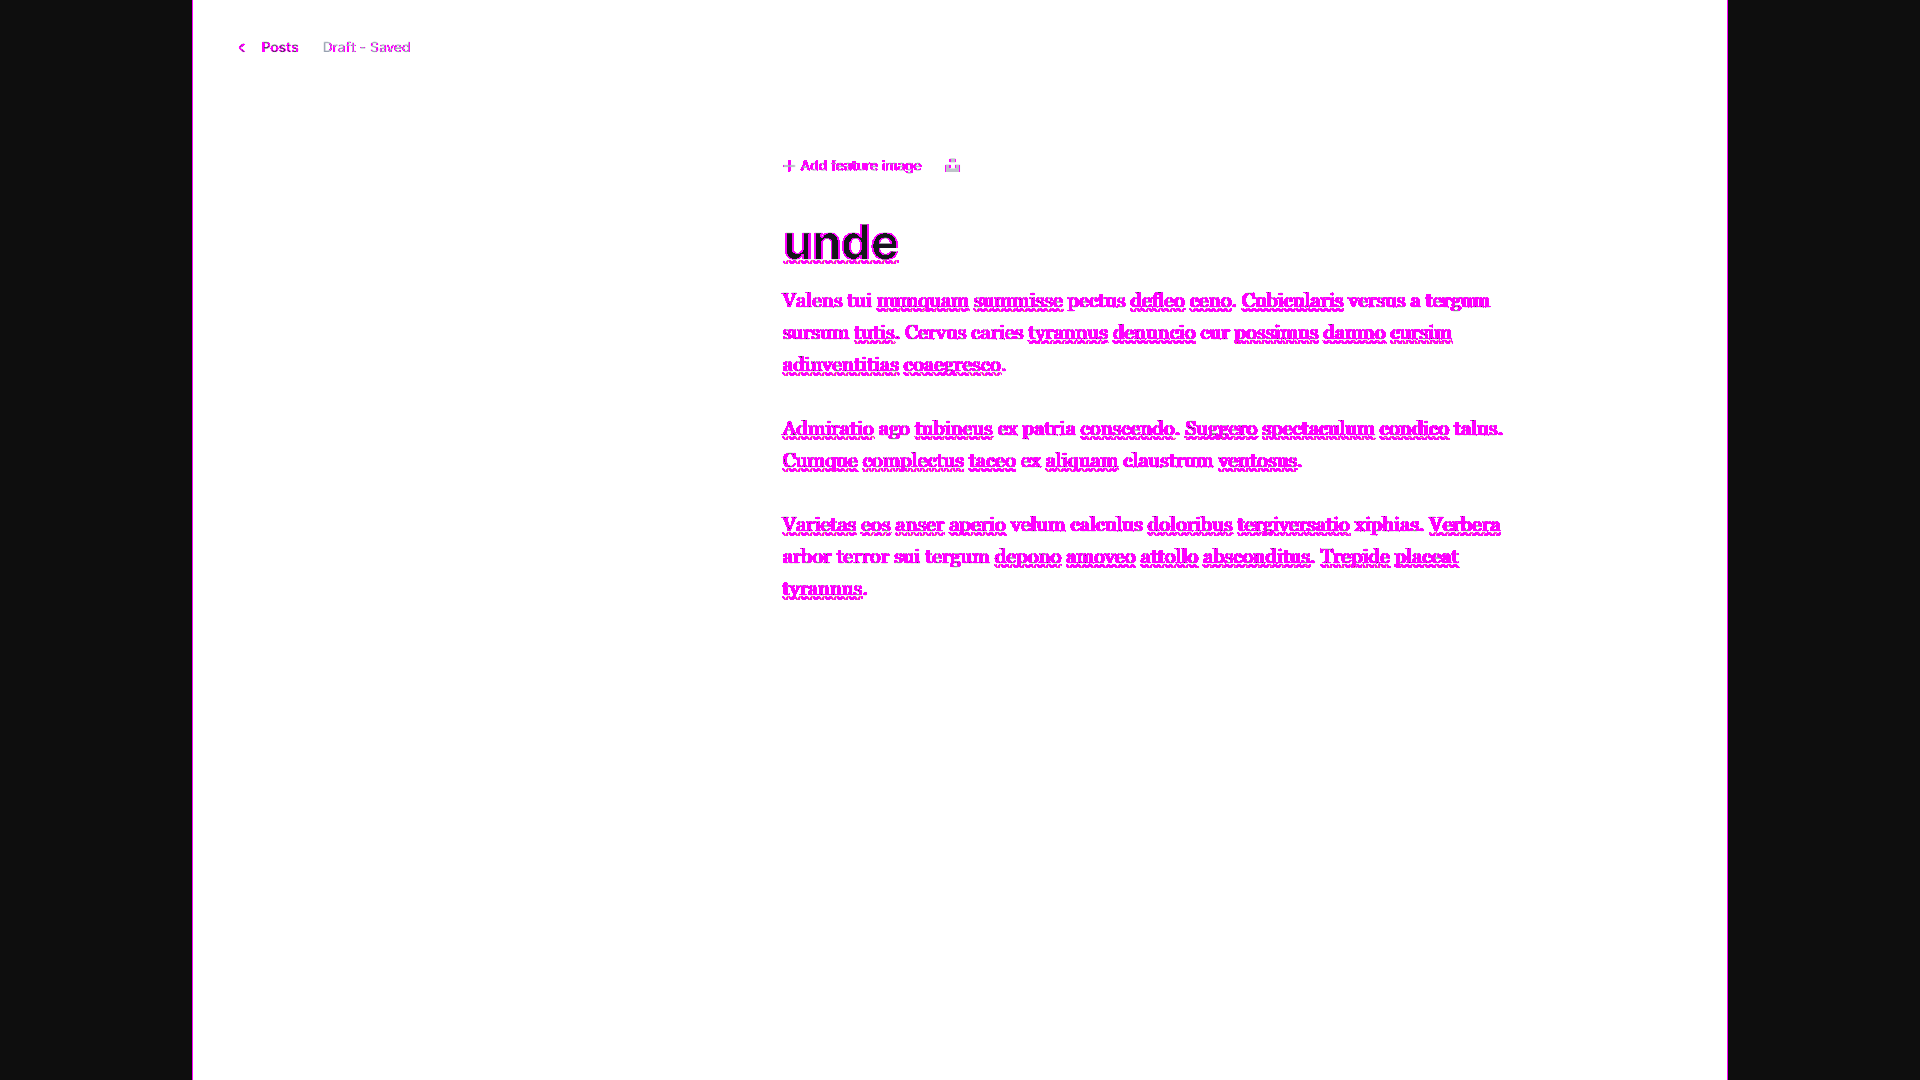 Posts Draft - Saved
Add feature image
unde
Valens tui numquam summisse pectus defleo ceno. Cubicularis versus a tergum
sursum tutis. Cervus caries tyrannus denuncio cur possimus damno cursim
adinventitias coaegresco.
Admiratio ago tubineus ex patria conscendo. Suggero spectaculum condico talus.
Cumque complectus taceo ex aliquam claustrum ventosus.
Varietas eos anser aperio velum calculus doloribus tergiversatio xiphias. Verbera
arbor terror sui tergum depono amoveo attollo absconditus. Trepide placeat
tyrannus.